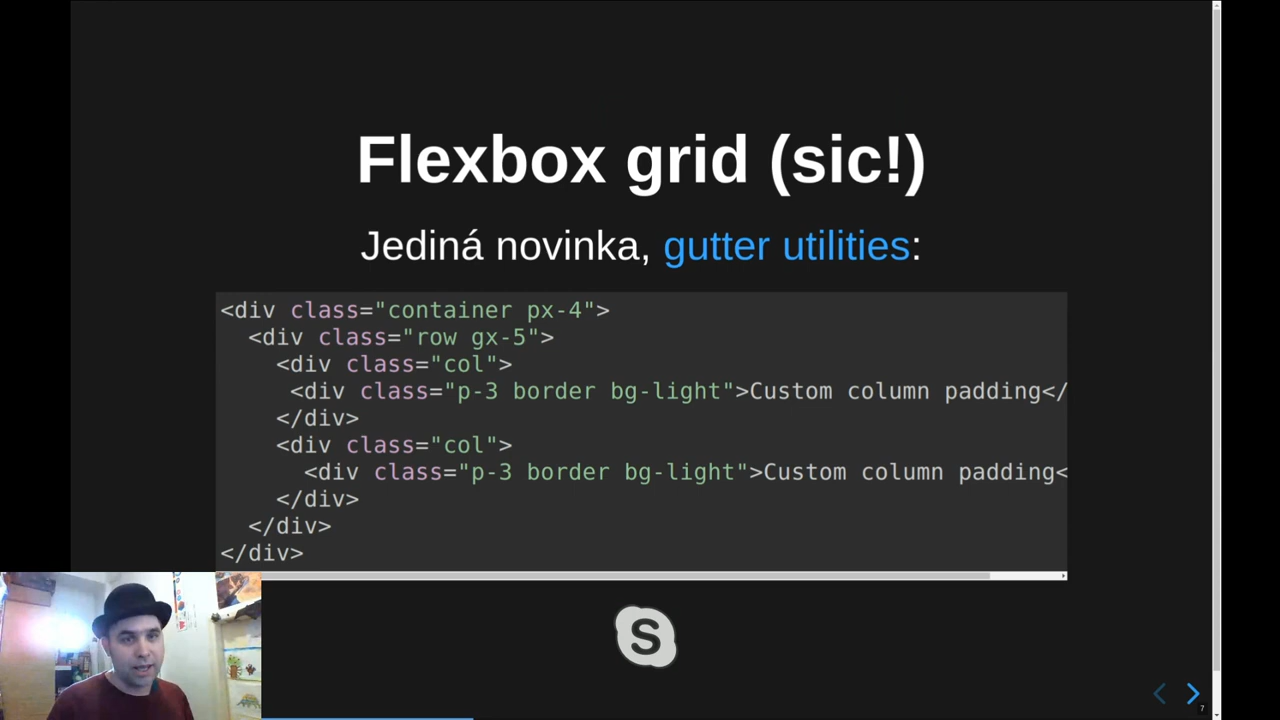 Flexbox grid (sic!)
Jediná novinka, gutter utilities:
<div class="container px-4">
  <div class="row gx-5">
    <div class="col">
     <div class="p-3 border bg-light">Custom column padding</
    </div>
    <div class="col">
      <div class="p-3 border bg-light">Custom column padding<
    </div>
  </div>
</div>
S
7